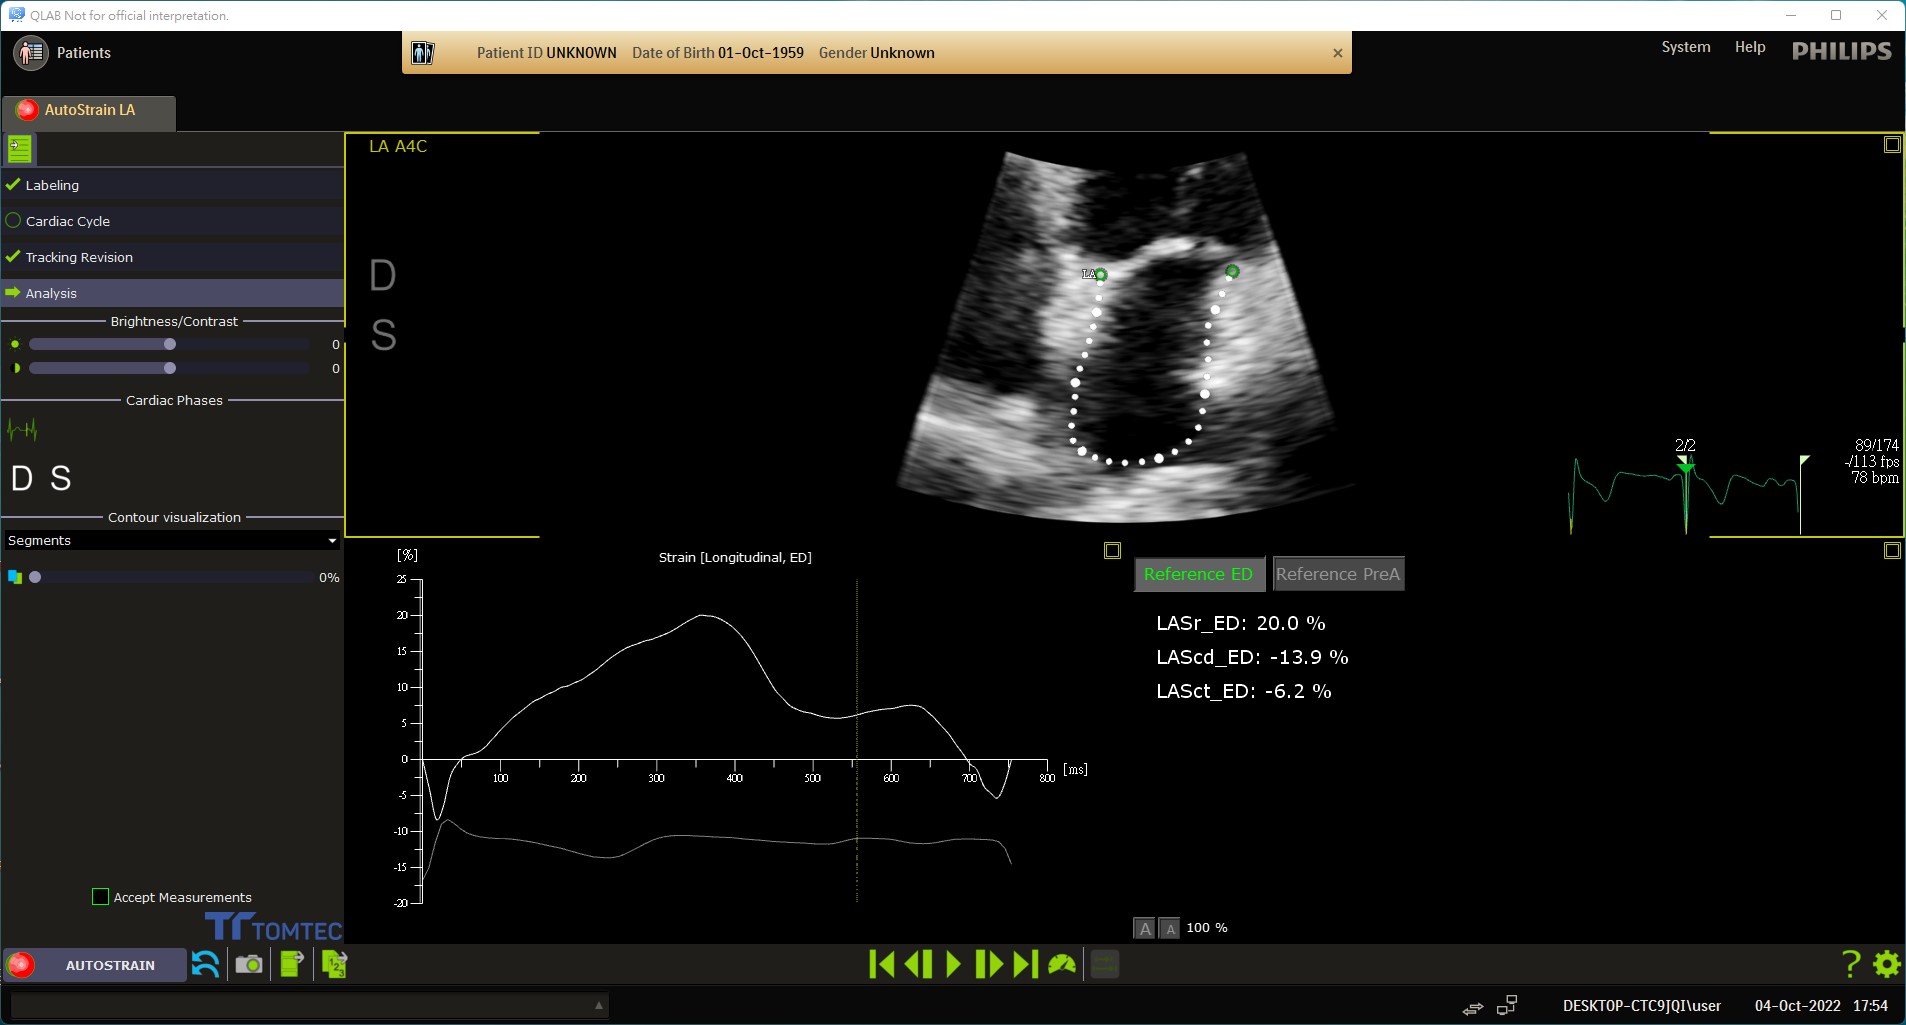 QLAB Not for official interpretation.
Patients
Patient ID UNKNOWN Date of Birth 01-Oct-1959 Gender Unknown
System Help PHILIPS
AutoStrain LA
Labeling
Cardiac Cycle
Tracking Revision
Analysis
Brightness/Contrast
0
0
Cardiac Phases
D S
Contour visualization
Segments
0%
Accept Measurements
TOMTEC
LA A4C
D
S
LA
2/2
89/174
-/113 fps
78 bpm
[%]
Strain [Longitudinal, ED]
25
20
15
10
5
0
-5
-10
-15
-20
100 200 300 400 500 600 700 800 [ms]
Reference ED Reference PreA
LASr_ED: 20.0 %
LAScd_ED: -13.9 %
LASct_ED: -6.2 %
A A 100 %
AUTOSTRAIN
1 2 3
?
DESKTOP-CTC9JQI\user 04-Oct-2022 17:54